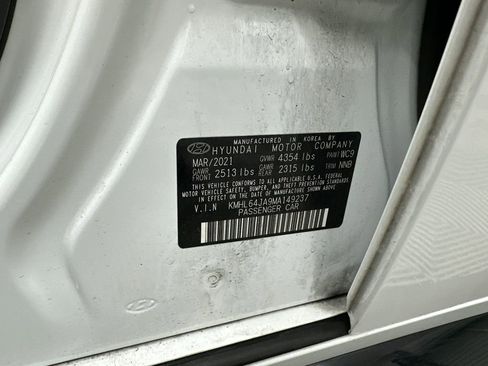 MANUFACTURED IN KOREA BY
HYUNDAI MOTOR COMPANY
MAR/2021 GVWR 4354 lbs PAINT WC9
GAWR FRONT 2513 lbs GAWR REAR 2315 lbs TRIM NNB
THIS VEHICLE CONFORMS TO ALL APPLICABLE U.S.A. FEDERAL
MOTOR VEHICLE SAFETY, BUMPER, AND THEFT PREVENTION
STANDARDS IN EFFECT ON THE DATE OF MANUFACTURE SHOWN ABOVE.
V.I.N KMHL64JA9MA149237
PASSENGER CAR